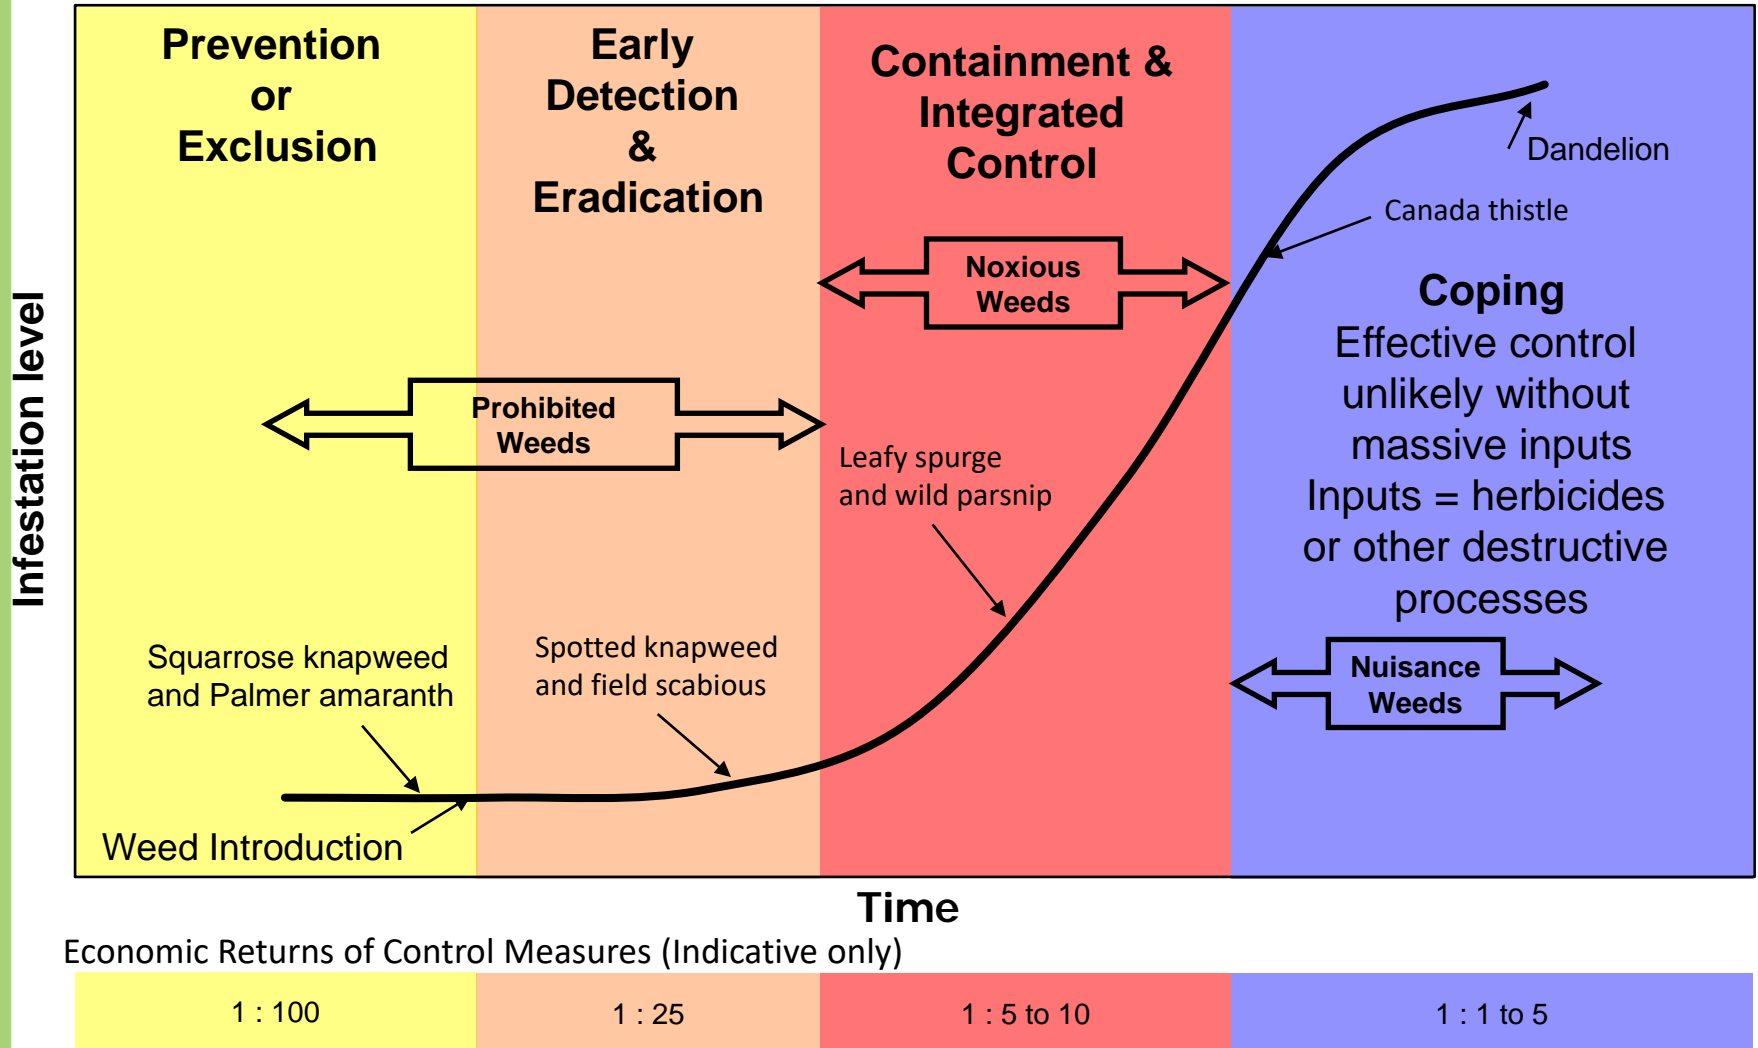 Prevention
or
Exclusion
Early
Detection
&
Eradication
Containment &
Integrated
Control
Dandelion
Canada thistle
Noxious
Weeds
Coping
Effective control
unlikely without
massive inputs
Inputs = herbicides
or other destructive
processes
Prohibited
Weeds
Leafy spurge
and wild parsnip
Infestation level
Squarrose knapweed
and Palmer amaranth
Spotted knapweed
and field scabious
Nuisance
Weeds
Weed Introduction
Time
Economic Returns of Control Measures (Indicative only)
1 : 100
1 : 25
1 : 5 to 10
1 : 1 to 5